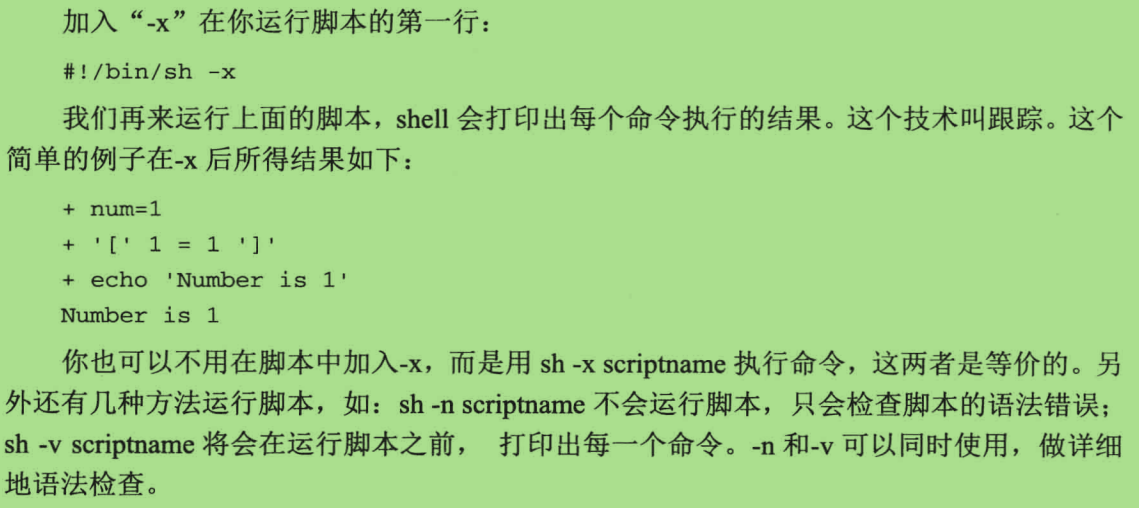 加入“-x”在你运行脚本的第一行：
#!/bin/sh -x
我们再来运行上面的脚本，shell 会打印出每个命令执行的结果。这个技术叫跟踪。这个
简单的例子在-x 后所得结果如下：
+ num=1
+ '[' 1 = 1 ']'
+ echo 'Number is 1'
Number is 1
你也可以不用在脚本中加入-x，而是用 sh -x scriptname 执行命令，这两者是等价的。另
外还有几种方法运行脚本，如：sh -n scriptname 不会运行脚本，只会检查脚本的语法错误；
sh -v scriptname 将会在运行脚本之前， 打印出每一个命令。-n 和-v 可以同时使用，做详细
地语法检查。